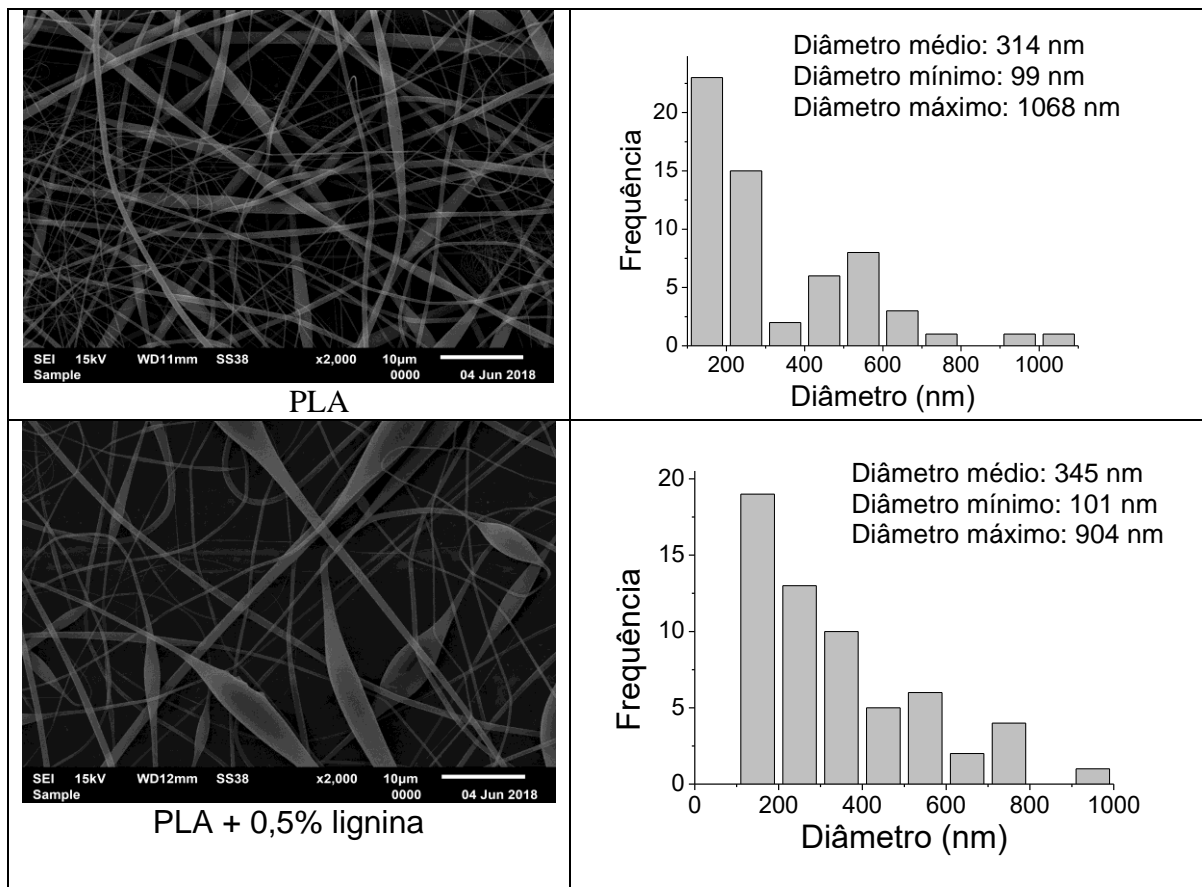 SEI 15kV WD11mm SS38 x2,000 10µm
Sample 0000 04 Jun 2018
PLA
Diâmetro médio: 314 nm
Diâmetro mínimo: 99 nm
Diâmetro máximo: 1068 nm
Frequência
20
15
10
5
0
200 400 600 800 1000
Diâmetro (nm)
SEI 15kV WD12mm SS38 x2,000 10µm
Sample 0000 04 Jun 2018
PLA + 0,5% lignina
Diâmetro médio: 345 nm
Diâmetro mínimo: 101 nm
Diâmetro máximo: 904 nm
Frequência
20
15
10
5
0
0 200 400 600 800 1000
Diâmetro (nm)